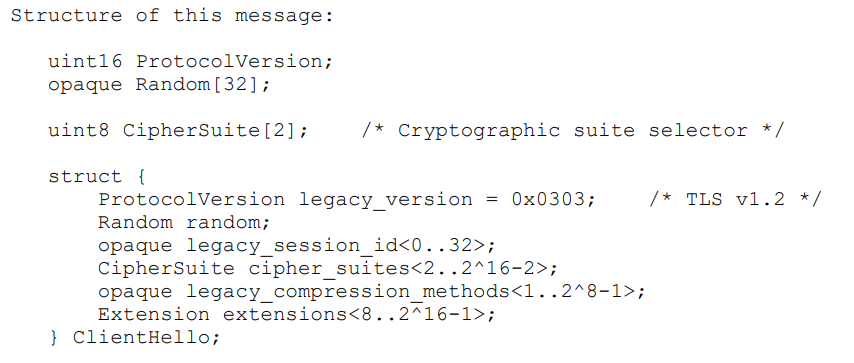 Structure of this message:
uint16 ProtocolVersion;
opaque Random[32];
uint8 CipherSuite[2];    /* Cryptographic suite selector */
struct {
ProtocolVersion legacy_version = 0x0303;    /* TLS v1.2 */
Random random;
opaque legacy_session_id<0..32>;
CipherSuite cipher_suites<2..2^16-2>;
opaque legacy_compression_methods<1..2^8-1>;
Extension extensions<8..2^16-1>;
} ClientHello;